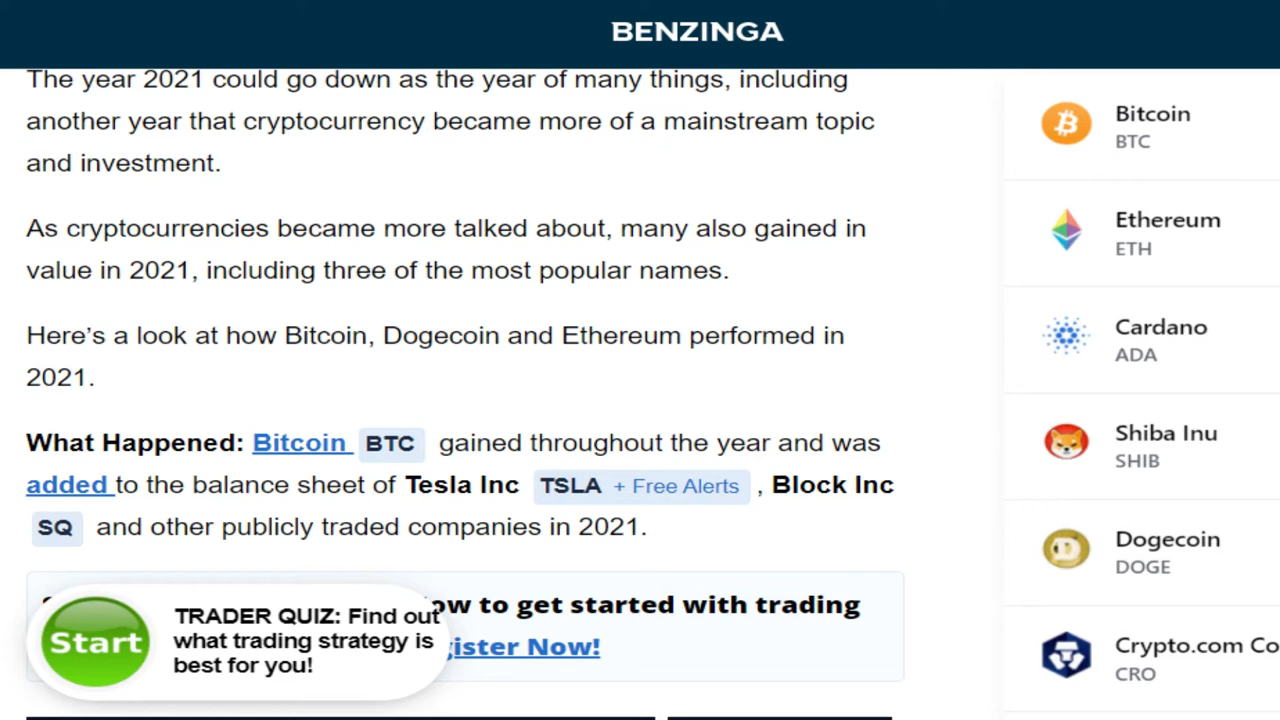 BENZINGA
The year 2021 could go down as the year of many things, including
another year that cryptocurrency became more of a mainstream topic
and investment.
As cryptocurrencies became more talked about, many also gained in
value in 2021, including three of the most popular names.
Here’s a look at how Bitcoin, Dogecoin and Ethereum performed in
2021.
What Happened: Bitcoin BTC gained throughout the year and was
added to the balance sheet of Tesla Inc TSLA + Free Alerts , Block Inc
SQ and other publicly traded companies in 2021.
to get started with trading
Now!
Start
TRADER QUIZ: Find out
what trading strategy is
best for you!
Bitcoin
BTC
Ethereum
ETH
Cardano
ADA
Shiba Inu
SHIB
Dogecoin
DOGE
Crypto.com Co
CRO